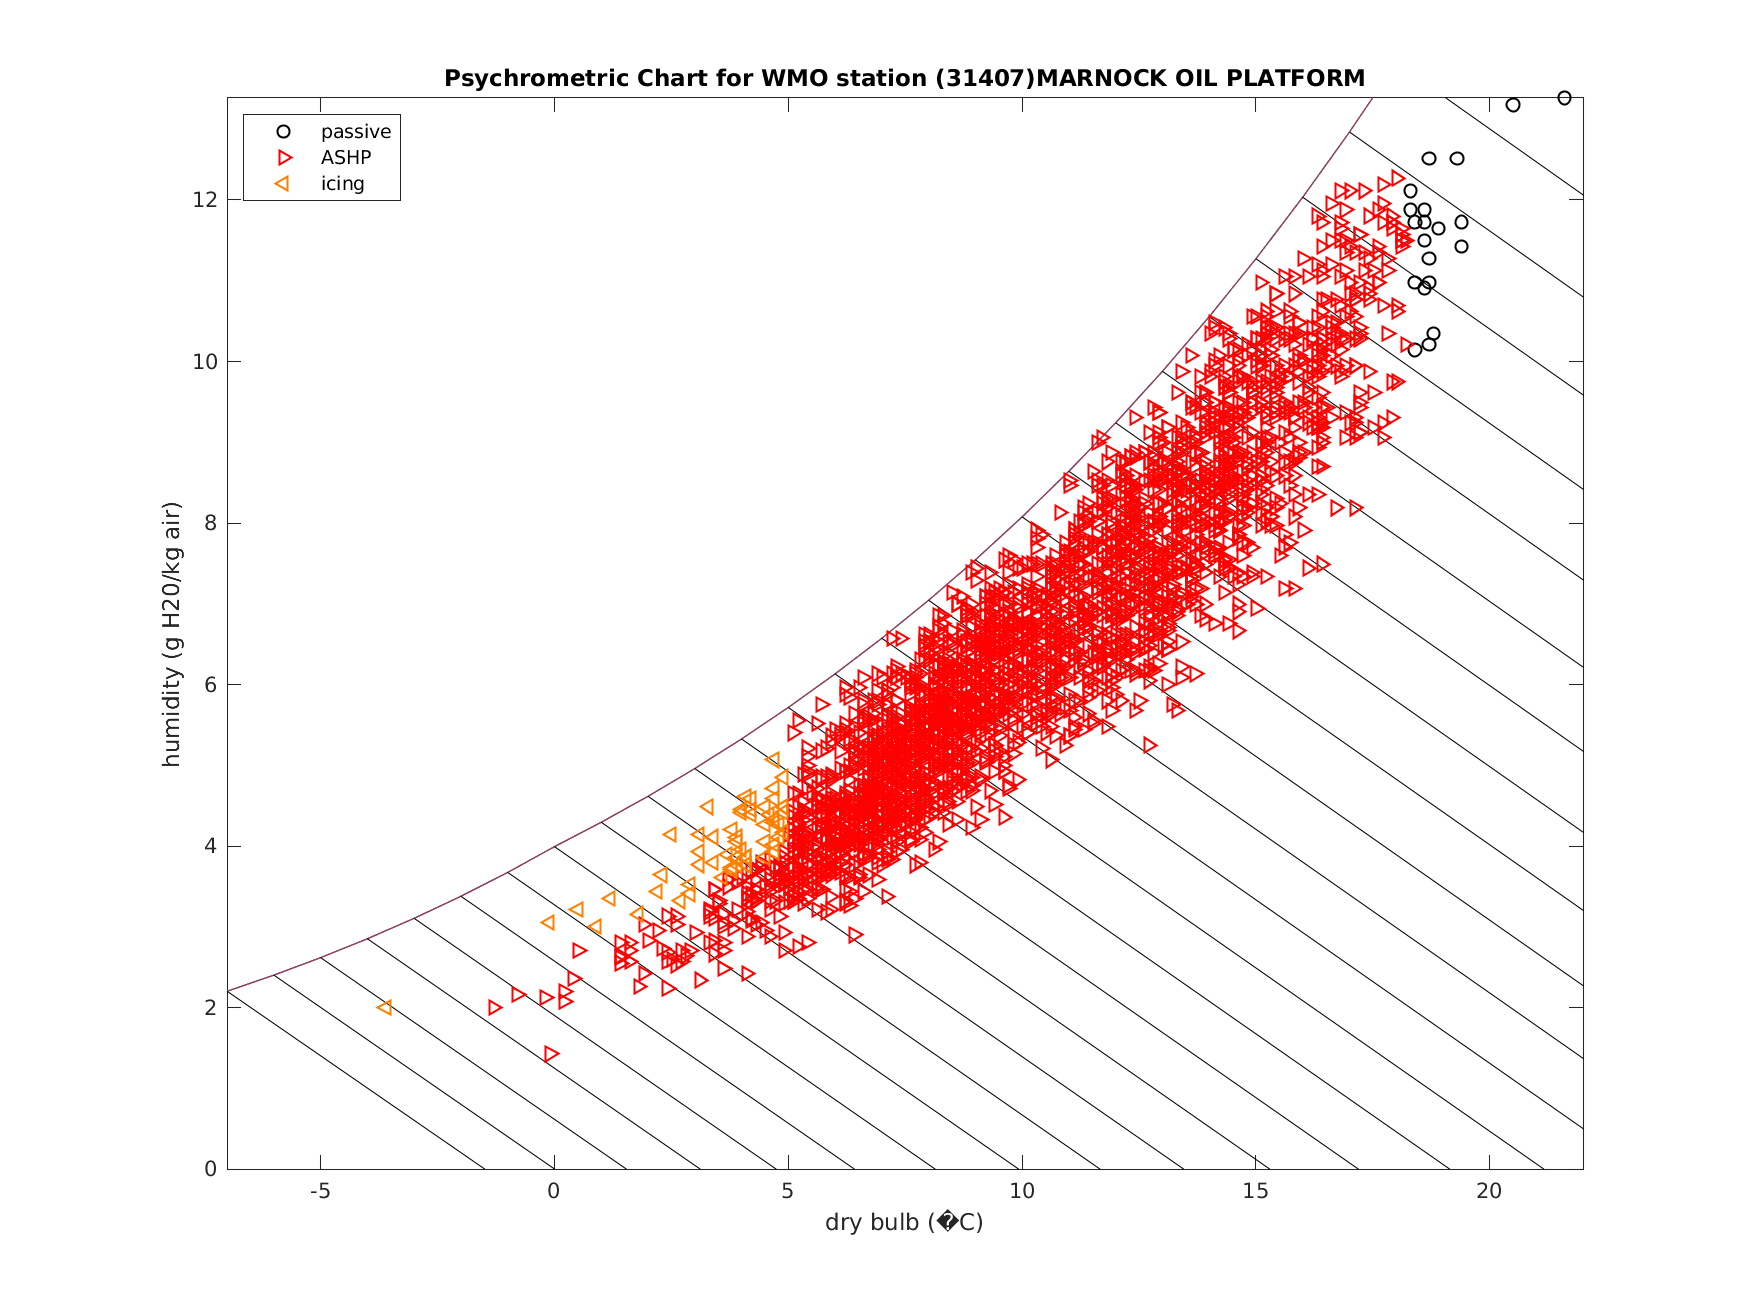 Psychrometric Chart for WMO station (31407)MARNOCK OIL PLATFORM
passive
ASHP
icing
humidity (g H20/kg air)
12
10
8
6
4
2
0
-5
0
5
10
15
20
dry bulb (�C)